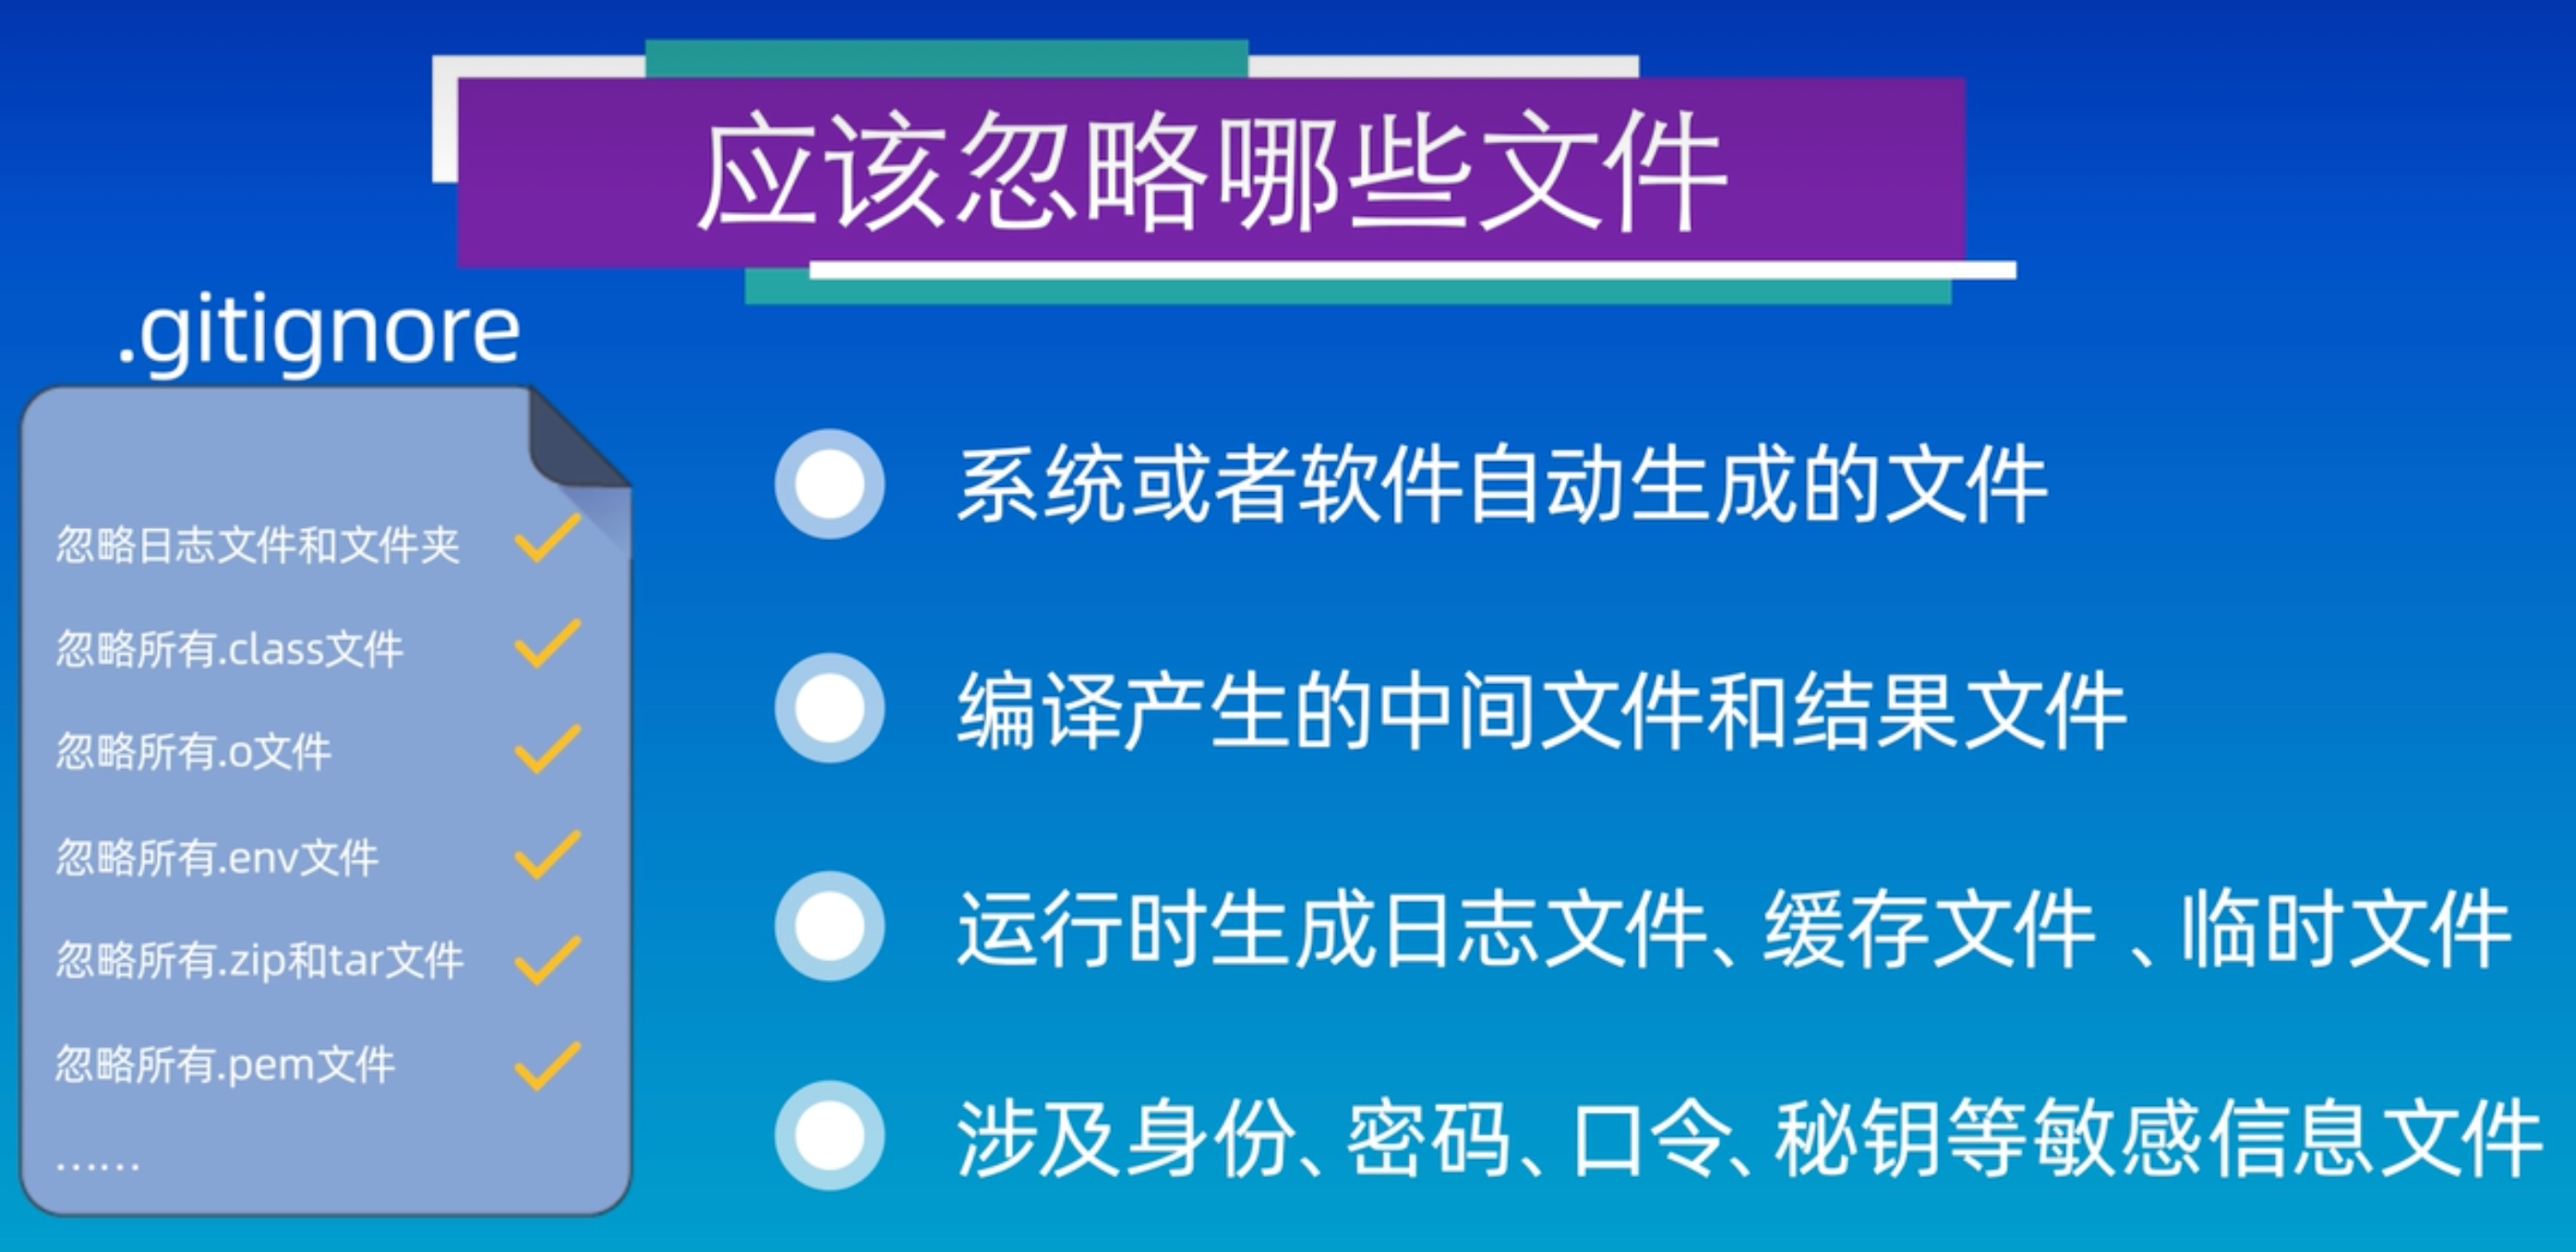 应该忽略哪些文件
.gitignore
忽略日志文件和文件夹
忽略所有.class文件
忽略所有.o文件
忽略所有.env文件
忽略所有.zip和tar文件
忽略所有.pem文件
……
系统或者软件自动生成的文件
编译产生的中间文件和结果文件
运行时生成日志文件、缓存文件 、临时文件
涉及身份、密码、口令、秘钥等敏感信息文件